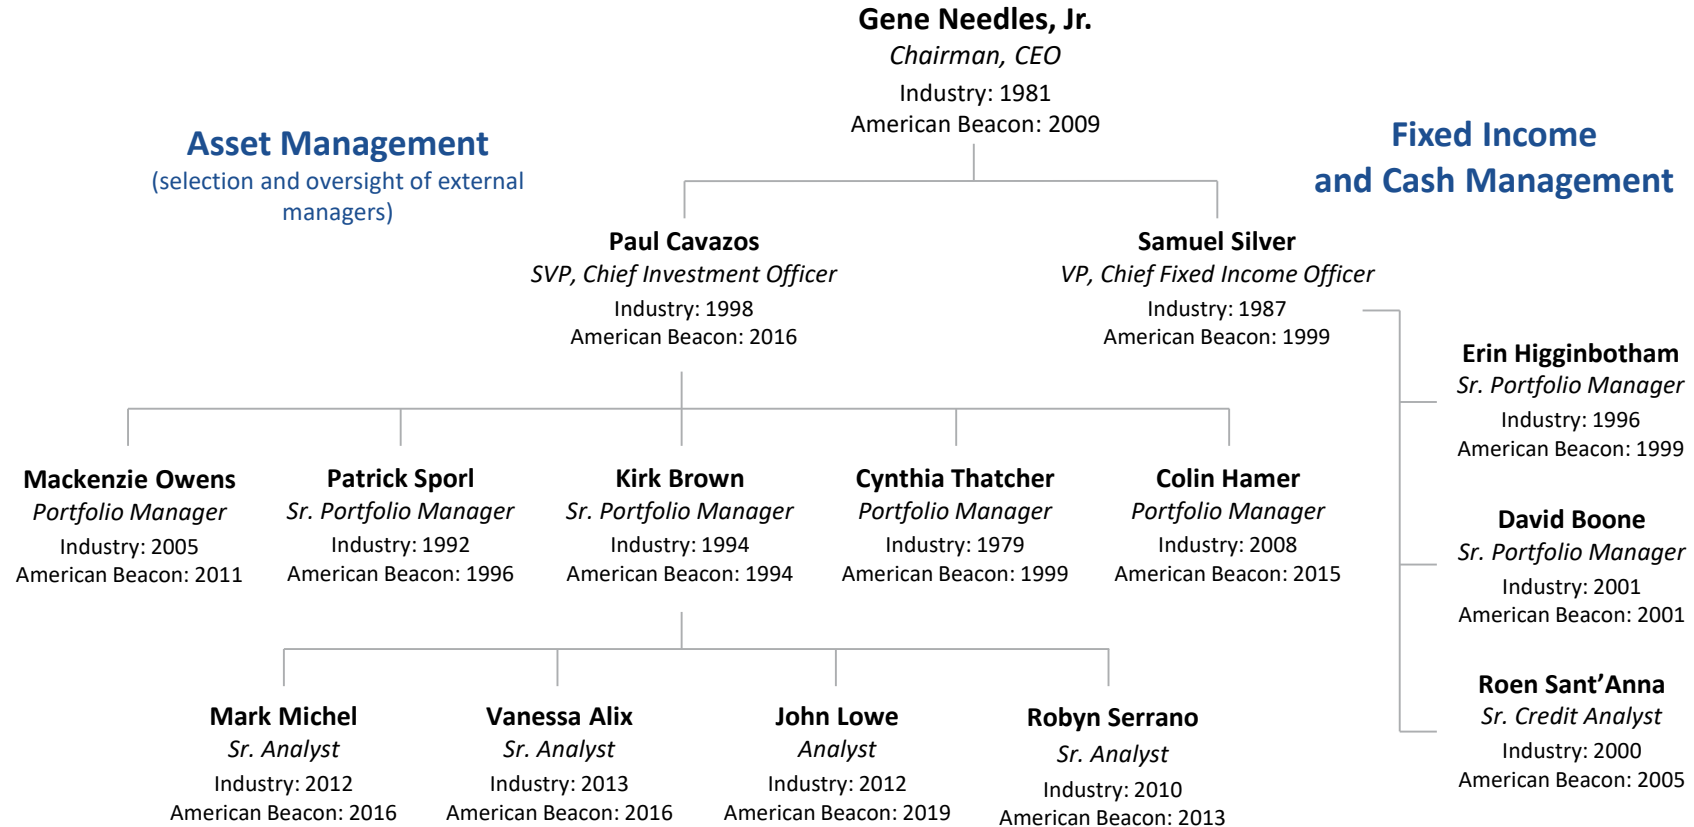 Gene Needles, Jr.
Chairman, CEO
Industry: 1981
American Beacon: 2009
Asset Management
(selection and oversight of external
managers)
Fixed Income
and Cash Management
Paul Cavazos
SVP, Chief Investment Officer
Industry: 1998
American Beacon: 2016
Samuel Silver
VP, Chief Fixed Income Officer
Industry: 1987
American Beacon: 1999
Erin Higginbotham
Sr. Portfolio Manager
Industry: 1996
American Beacon: 1999
David Boone
Sr. Portfolio Manager
Industry: 2001
American Beacon: 2001
Roen Sant’Anna
Sr. Credit Analyst
Industry: 2000
American Beacon: 2005
Mackenzie Owens
Portfolio Manager
Industry: 2005
American Beacon: 2011
Patrick Sporl
Sr. Portfolio Manager
Industry: 1992
American Beacon: 1996
Kirk Brown
Sr. Portfolio Manager
Industry: 1994
American Beacon: 1994
Cynthia Thatcher
Portfolio Manager
Industry: 1979
American Beacon: 1999
Colin Hamer
Portfolio Manager
Industry: 2008
American Beacon: 2015
Mark Michel
Sr. Analyst
Industry: 2012
American Beacon: 2016
Vanessa Alix
Sr. Analyst
Industry: 2013
American Beacon: 2016
John Lowe
Analyst
Industry: 2012
American Beacon: 2019
Robyn Serrano
Sr. Analyst
Industry: 2010
American Beacon: 2013